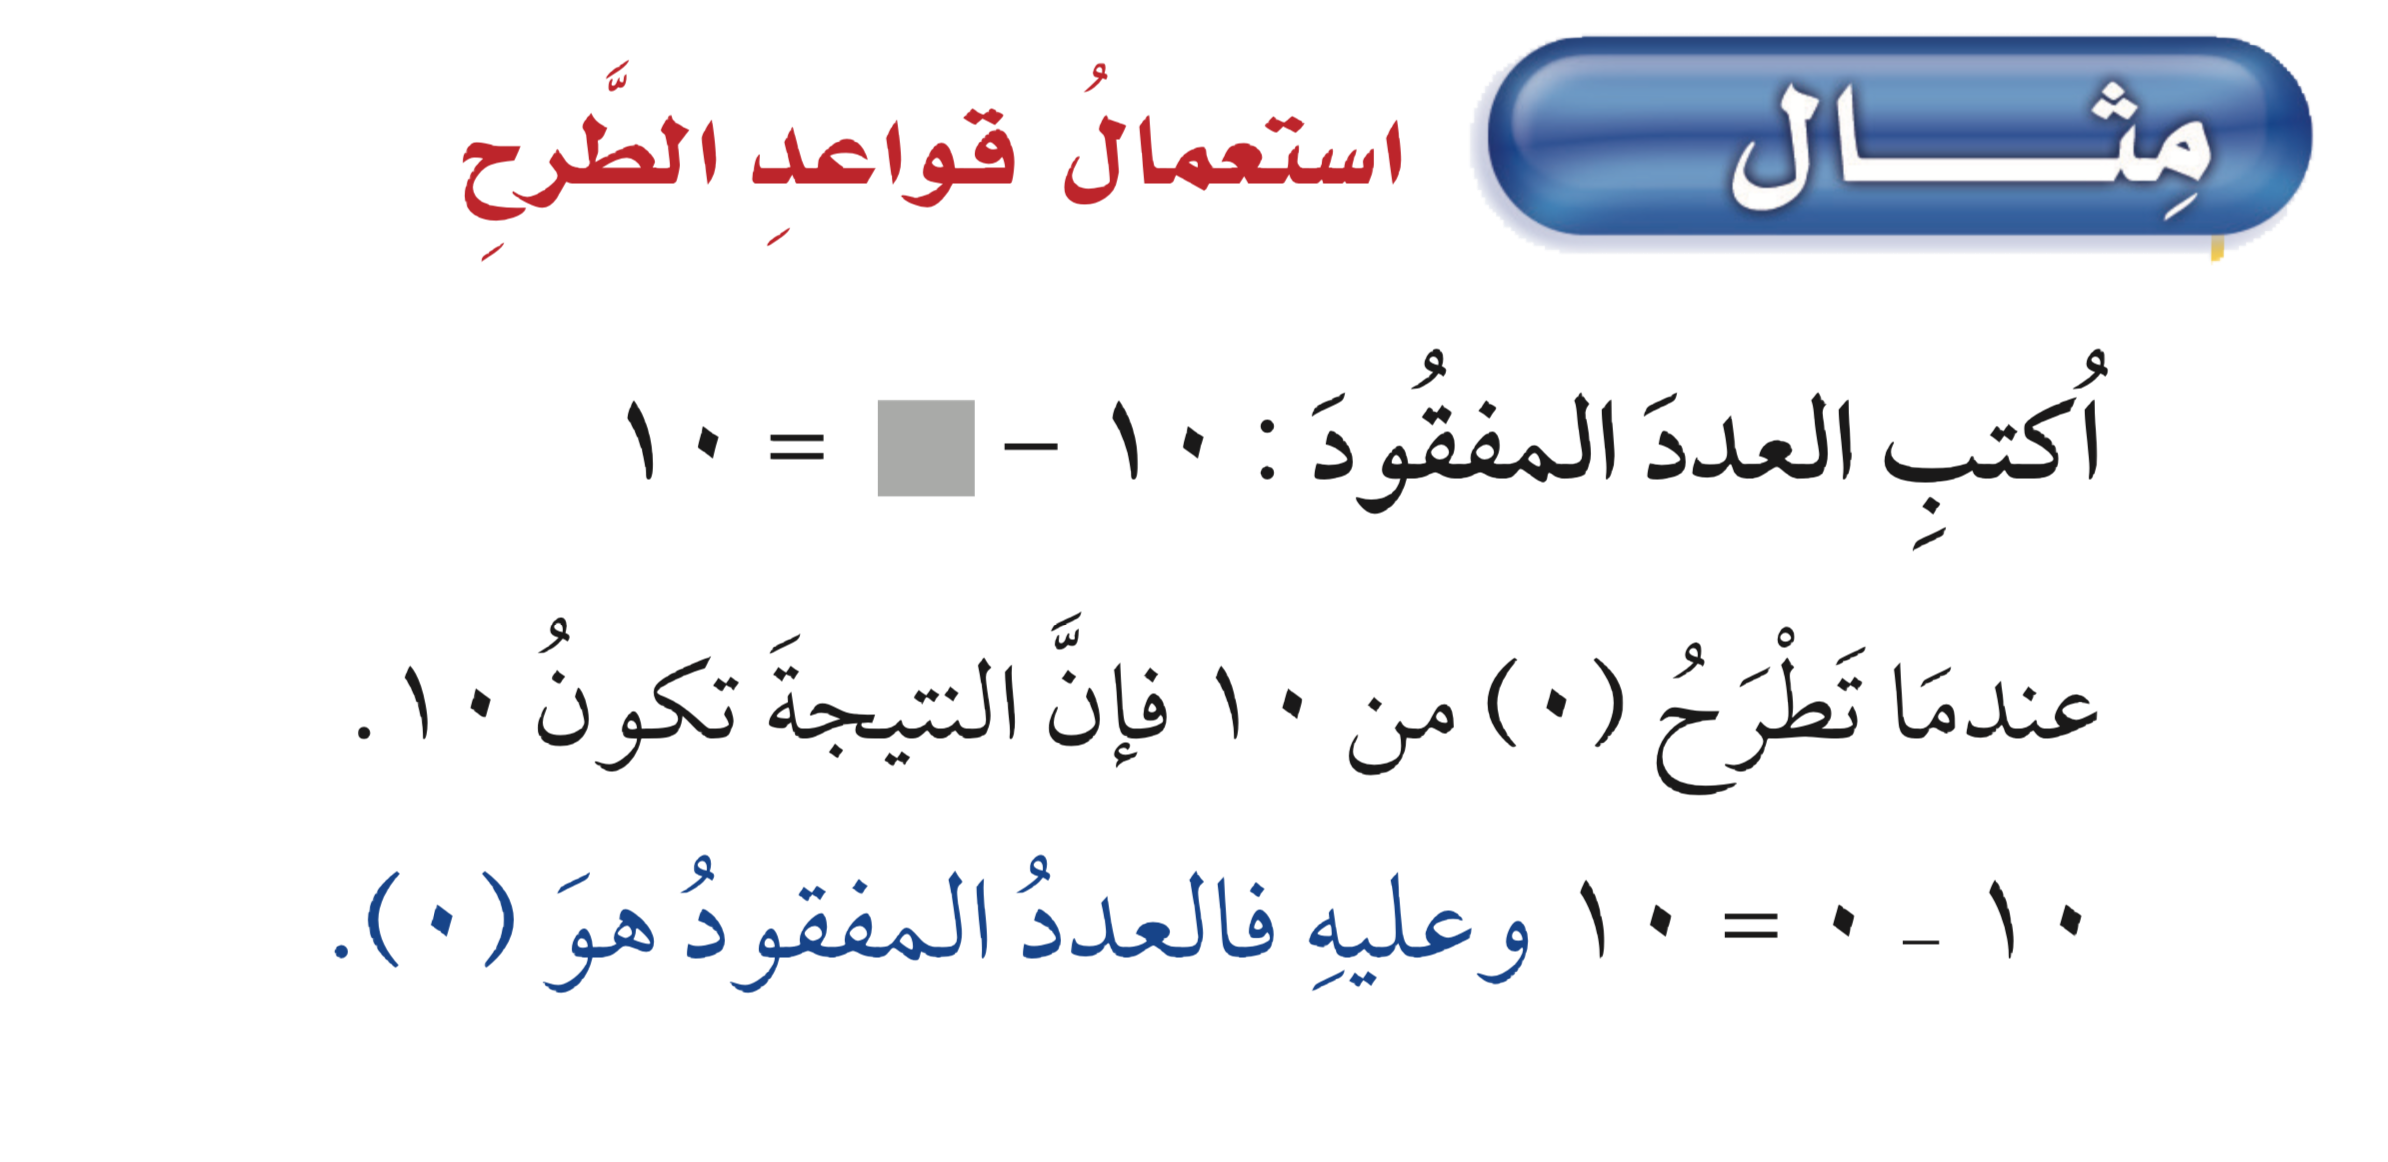 مِثـــال استعمالُ قواعدِ الطَّرحِ
اُكتبِ العددَ المفقُودَ : ١٠ – ■ = ١٠
عندمَا تَطْرَحُ (٠) من ١٠ فإنَّ النتيجةَ تكونُ ١٠ .
١٠ – ٠ = ١٠ وعليهِ فالعددُ المفقودُ هوَ (٠).